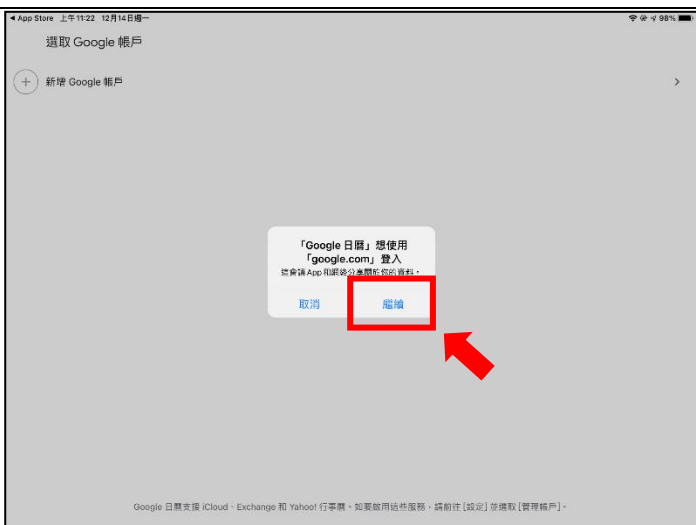 App Store 上午11:22 12月14日週一 98%
選取 Google 帳戶
新增 Google 帳戶
「Google 日曆」想使用
「google.com」登入
這會讓 App 和網路分享關於你的資料。
取消 繼續
Google 日曆支援 iCloud、Exchange 和 Yahoo! 行事曆。如要啟用這些服務，請前往 [設定] 並選取 [管理帳戶]。